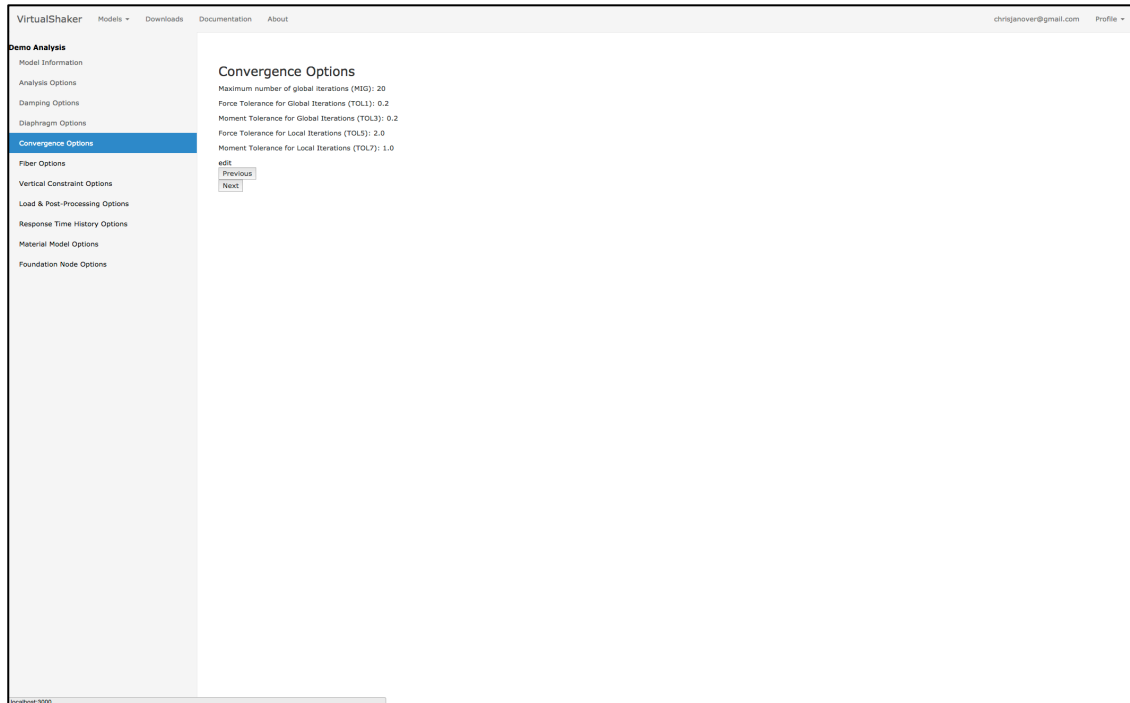 VirtualShaker Models Downloads Documentation About chrisjanover@gmail.com Profile
Demo Analysis
Model Information
Analysis Options
Damping Options
Diaphragm Options
Convergence Options
Fiber Options
Vertical Constraint Options
Load & Post-Processing Options
Response Time History Options
Material Model Options
Foundation Node Options
Convergence Options
Maximum number of global iterations (MIG): 20
Force Tolerance for Global Iterations (TOL1): 0.2
Moment Tolerance for Global Iterations (TOL3): 0.2
Force Tolerance for Local Iterations (TOL5): 2.0
Moment Tolerance for Local Iterations (TOL7): 1.0
edit
Previous
Next
localhost:3000